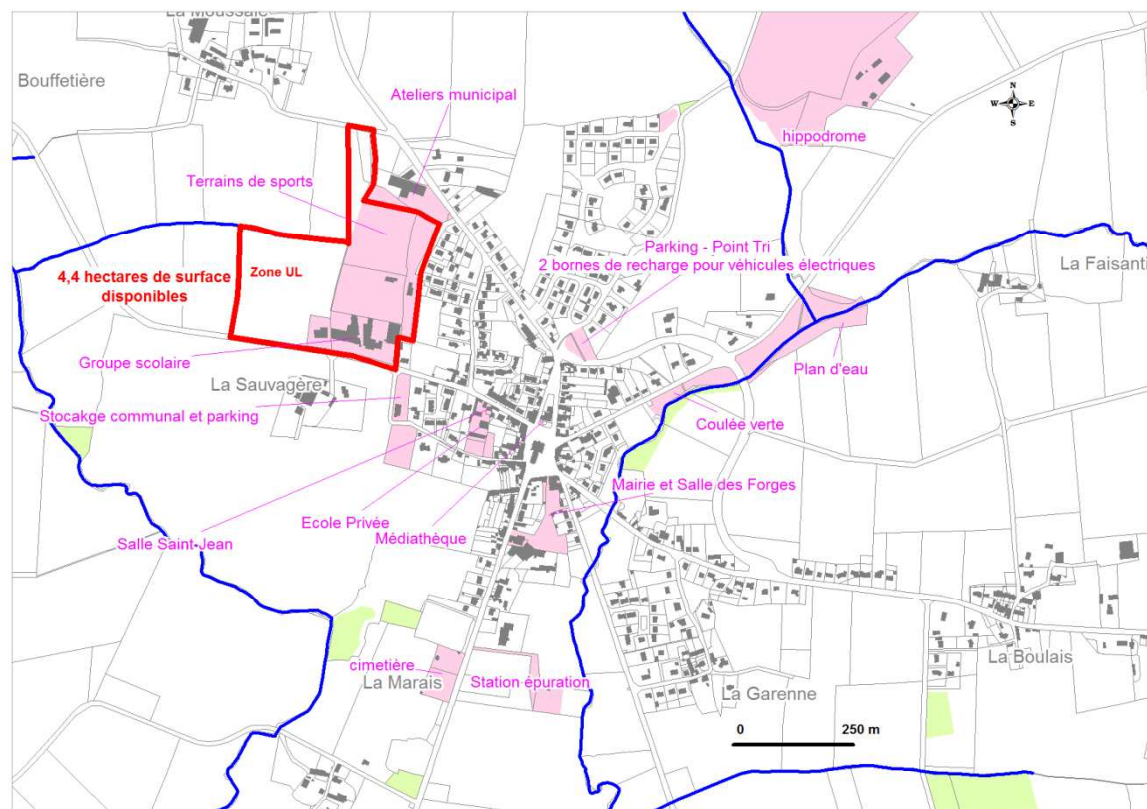 La Moussaie
Bouffetière
Ateliers municipal
N
W E
S
hippodrome
Terrains de sports
Parking - Point Tri
2 bornes de recharge pour véhicules électriques
La Faisanti
4,4 hectares de surface
disponibles
Zone UL
Groupe scolaire
Plan d'eau
La Sauvagère
Stocakge communal et parking
Coulée verte
Mairie et Salle des Forges
Ecole Privée
Médiathèque
Salle Saint-Jean
cimetière
La Marais
Station épuration
La Garenne
La Boulais
0 250 m